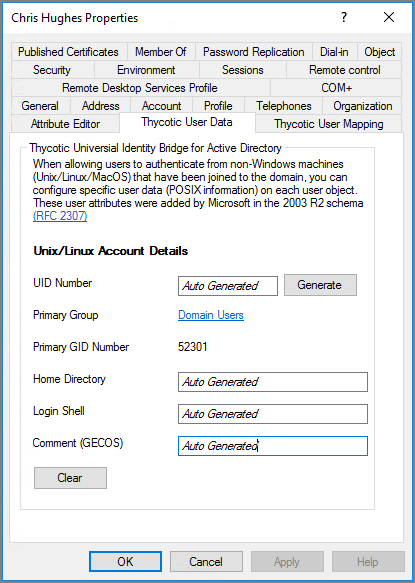 Chris Hughes Properties
?
Published Certificates Member Of Password Replication Dial-in Object
Security Environment Sessions Remote control
Remote Desktop Services Profile COM+
General Address Account Profile Telephones Organization
Attribute Editor Thycotic User Data Thycotic User Mapping
Thycotic Universial Identity Bridge for Active Directory
When allowing users to authenticate from non-Windows machines
(Unix/Linux/MacOS) that have been joined to the domain, you can
configure specific user data (POSIX information) on each user object.
These user attributes were added by Microsoft in the 2003 R2 schema
(RFC 2307)
Unix/Linux Account Details
UID Number Auto Generated Generate
Primary Group Domain Users
Primary GID Number 52301
Home Directory Auto Generated
Login Shell Auto Generated
Comment (GECOS) Auto Generated
Clear
OK Cancel Apply Help